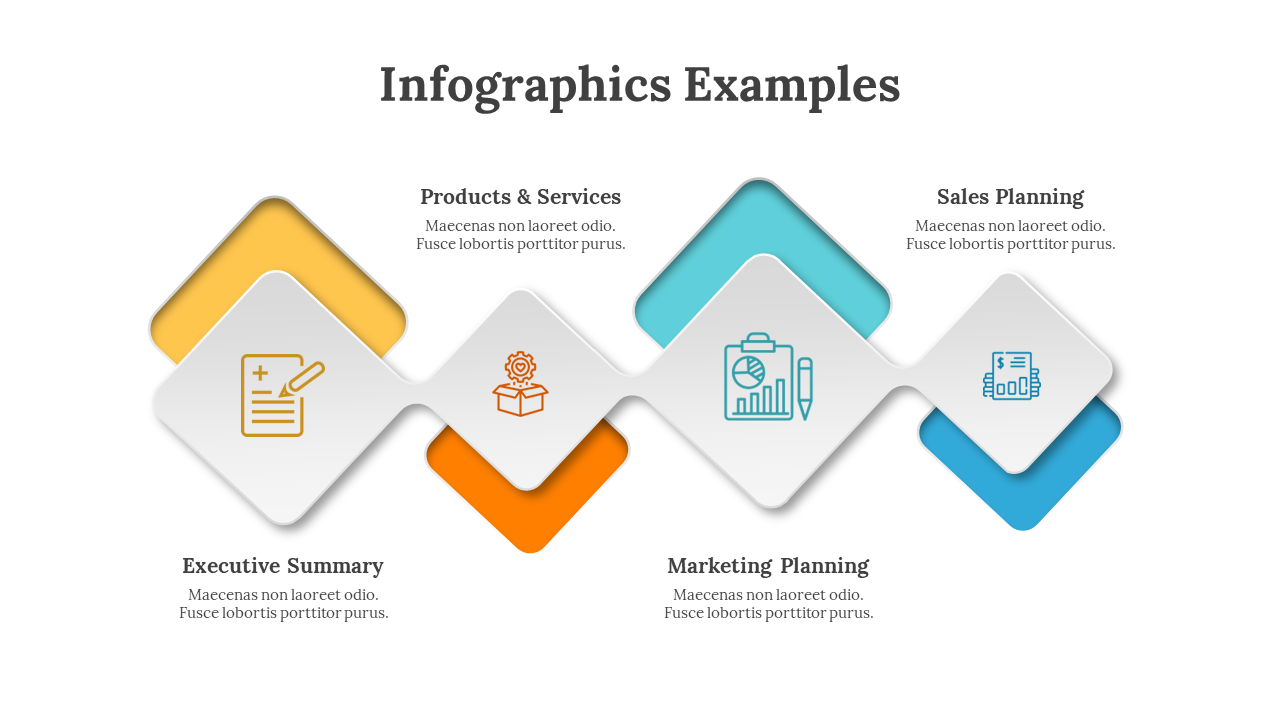 Infographics Examples
Products & Services
Maecenas non laoreet odio.
Fusce lobortis porttitor purus.
Sales Planning
Maecenas non laoreet odio.
Fusce lobortis porttitor purus.
$
Executive Summary
Maecenas non laoreet odio.
Fusce lobortis porttitor purus.
Marketing Planning
Maecenas non laoreet odio.
Fusce lobortis porttitor purus.